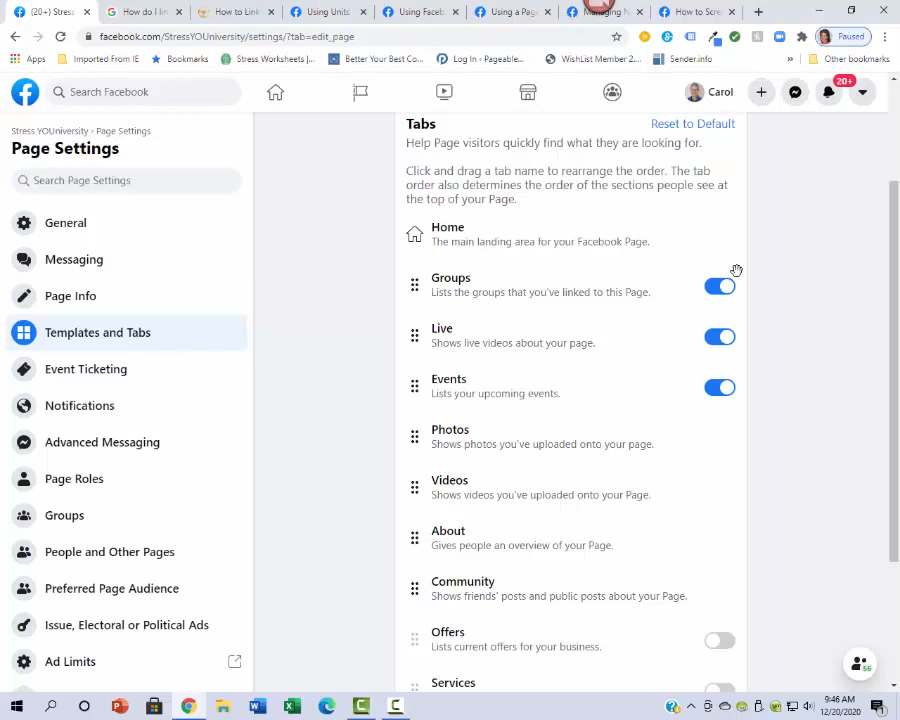 (20+) Stres
How do I lin
How to Link
Using Units
Using Faceb
Using a Pag
Managing N
How to Scre
facebook.com/StressYOUniversity/settings/?tab=edit_page
Paused
Apps
Imported From IE
Bookmarks
Stress Worksheets |...
Better Your Best Co...
Log In ‹ Pageable...
WishList Member 2...
Sender.info
»
Other bookmarks
Search Facebook
Carol
20+
Stress YOUniversity › Page Settings
Page Settings
Search Page Settings
General
Messaging
Page Info
Templates and Tabs
Event Ticketing
Notifications
Advanced Messaging
Page Roles
Groups
People and Other Pages
Preferred Page Audience
Issue, Electoral or Political Ads
Ad Limits
Tabs
Reset to Default
Help Page visitors quickly find what they are looking for.
Click and drag a tab name to rearrange the order. The tab
order also determines the order of the sections people see at
the top of your Page.
Home
The main landing area for your Facebook Page.
Groups
Lists the groups that you've linked to this Page.
Live
Shows live videos about your page.
Events
Lists your upcoming events.
Photos
Shows photos you've uploaded onto your page.
Videos
Shows videos you've uploaded onto your Page.
About
Gives people an overview of your Page.
Community
Shows friends' posts and public posts about your Page.
Offers
Lists current offers for your business.
Services
56
9:46 AM
12/20/2020